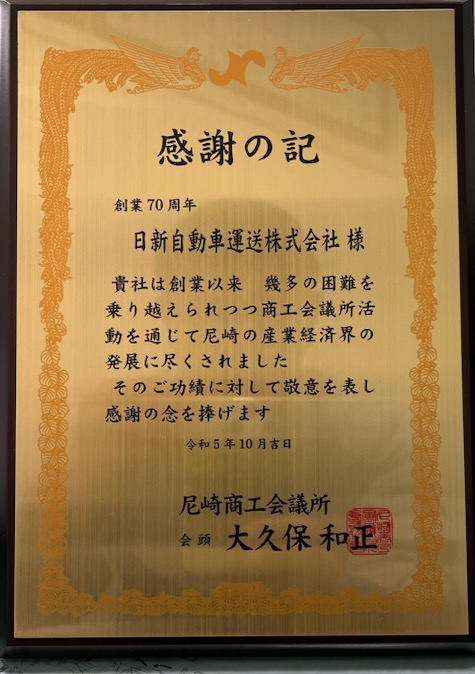 感謝の記
創業70周年
日新自動車運送株式会社 様
貴社は創業以来　幾多の困難を
乗り越えられつつ商工会議所活
動を通じて尼崎の産業経済界の
発展に尽くされました
そのご功績に対して敬意を表し
感謝の念を捧げます
令和5年10月吉日
尼崎商工会議所
会頭 大久保 和正